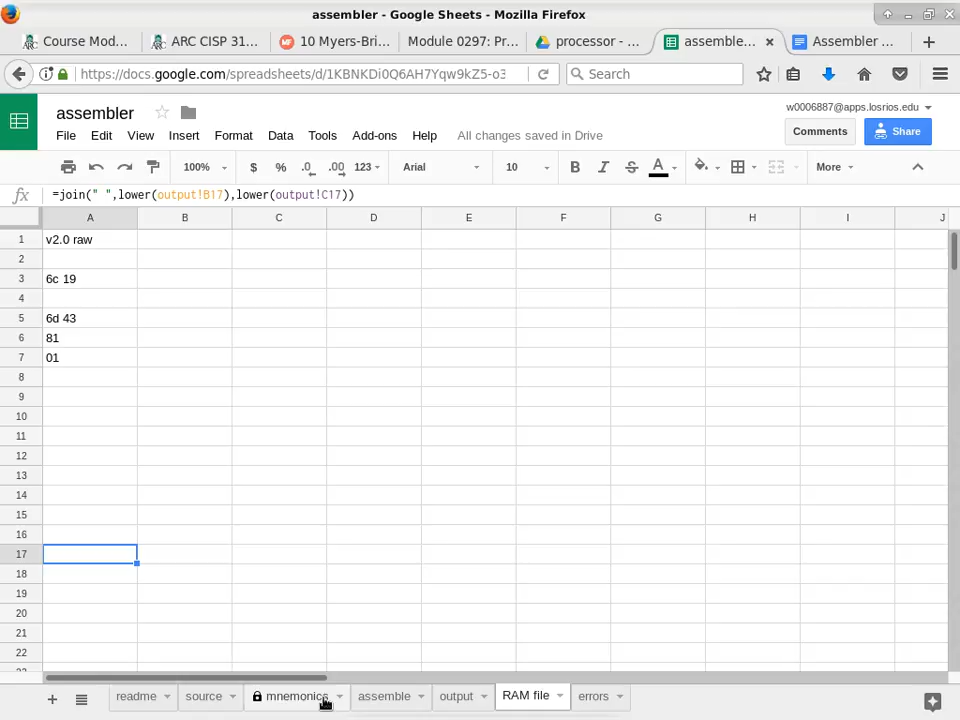 assembler - Google Sheets - Mozilla Firefox
Course Mod...
ARC CISP 31...
10 Myers-Bri...
Module 0297: Pr...
processor - ...
assemble...
Assembler ...
https://docs.google.com/spreadsheets/d/1KBNKDi0Q6AH7Yqw9kZ5-o3
Search
assembler
w0006887@apps.losrios.edu
File Edit View Insert Format Data Tools Add-ons Help All changes saved in Drive
Comments
Share
100% $ % .0 .00 123 Arial 10 B I S A More
fx =join(" ",lower(output!B17),lower(output!C17))
A B C D E F G H I J
1 v2.0 raw
2
3 6c 19
4
5 6d 43
6 81
7 01
8
9
10
11
12
13
14
15
16
17
18
19
20
21
22
23
+ readme source mnemonics assemble output RAM file errors